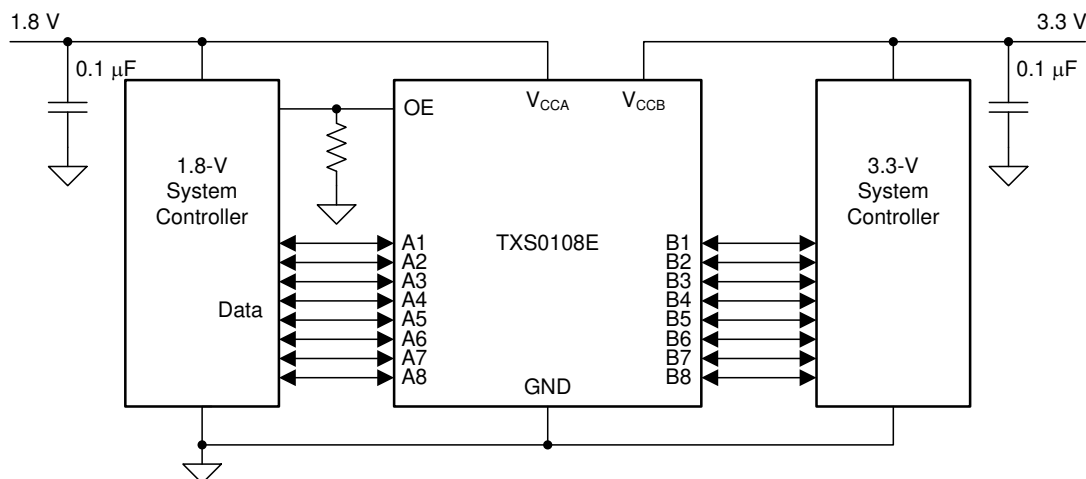 1.8 V
3.3 V
0.1 μF
0.1 μF
OE
VCCA
VCCB
1.8-V
System
Controller
3.3-V
System
Controller
TXS0108E
Data
A1
A2
A3
A4
A5
A6
A7
A8
B1
B2
B3
B4
B5
B6
B7
B8
GND